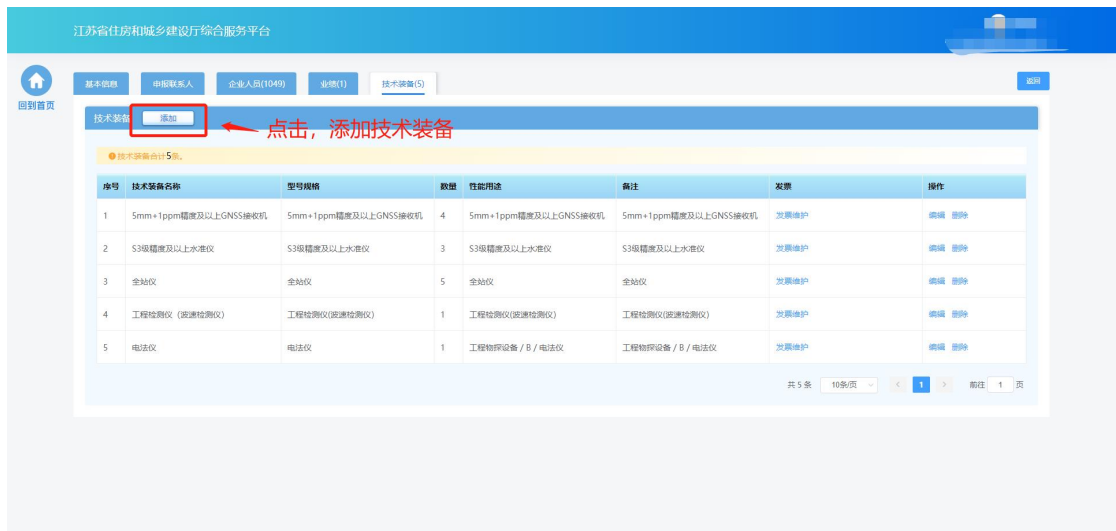 江苏省住房和城乡建设厅综合服务平台
回到首页
基本信息 申报联系人 企业人员(1049) 业绩(1) 技术装备(5) 返回
技术装备 添加 点击，添加技术装备
技术装备合计5条。
序号 技术装备名称 型号规格 数量 性能用途 备注 发票 操作
1 5mm+1ppm精度及以上GNSS接收机 5mm+1ppm精度及以上GNSS接收机 4 5mm+1ppm精度及以上GNSS接收机 5mm+1ppm精度及以上GNSS接收机 发票维护 编辑 删除
2 S3级精度及以上水准仪 S3级精度及以上水准仪 3 S3级精度及以上水准仪 S3级精度及以上水准仪 发票维护 编辑 删除
3 全站仪 全站仪 5 全站仪 全站仪 发票维护 编辑 删除
4 工程检测仪（波速检测仪） 工程检测仪(波速检测仪) 1 工程检测仪(波速检测仪) 工程检测仪(波速检测仪) 发票维护 编辑 删除
5 电法仪 电法仪 1 工程物探设备 / B / 电法仪 工程物探设备 / B / 电法仪 发票维护 编辑 删除
共 5 条 10条/页 < 1 > 前往 1 页